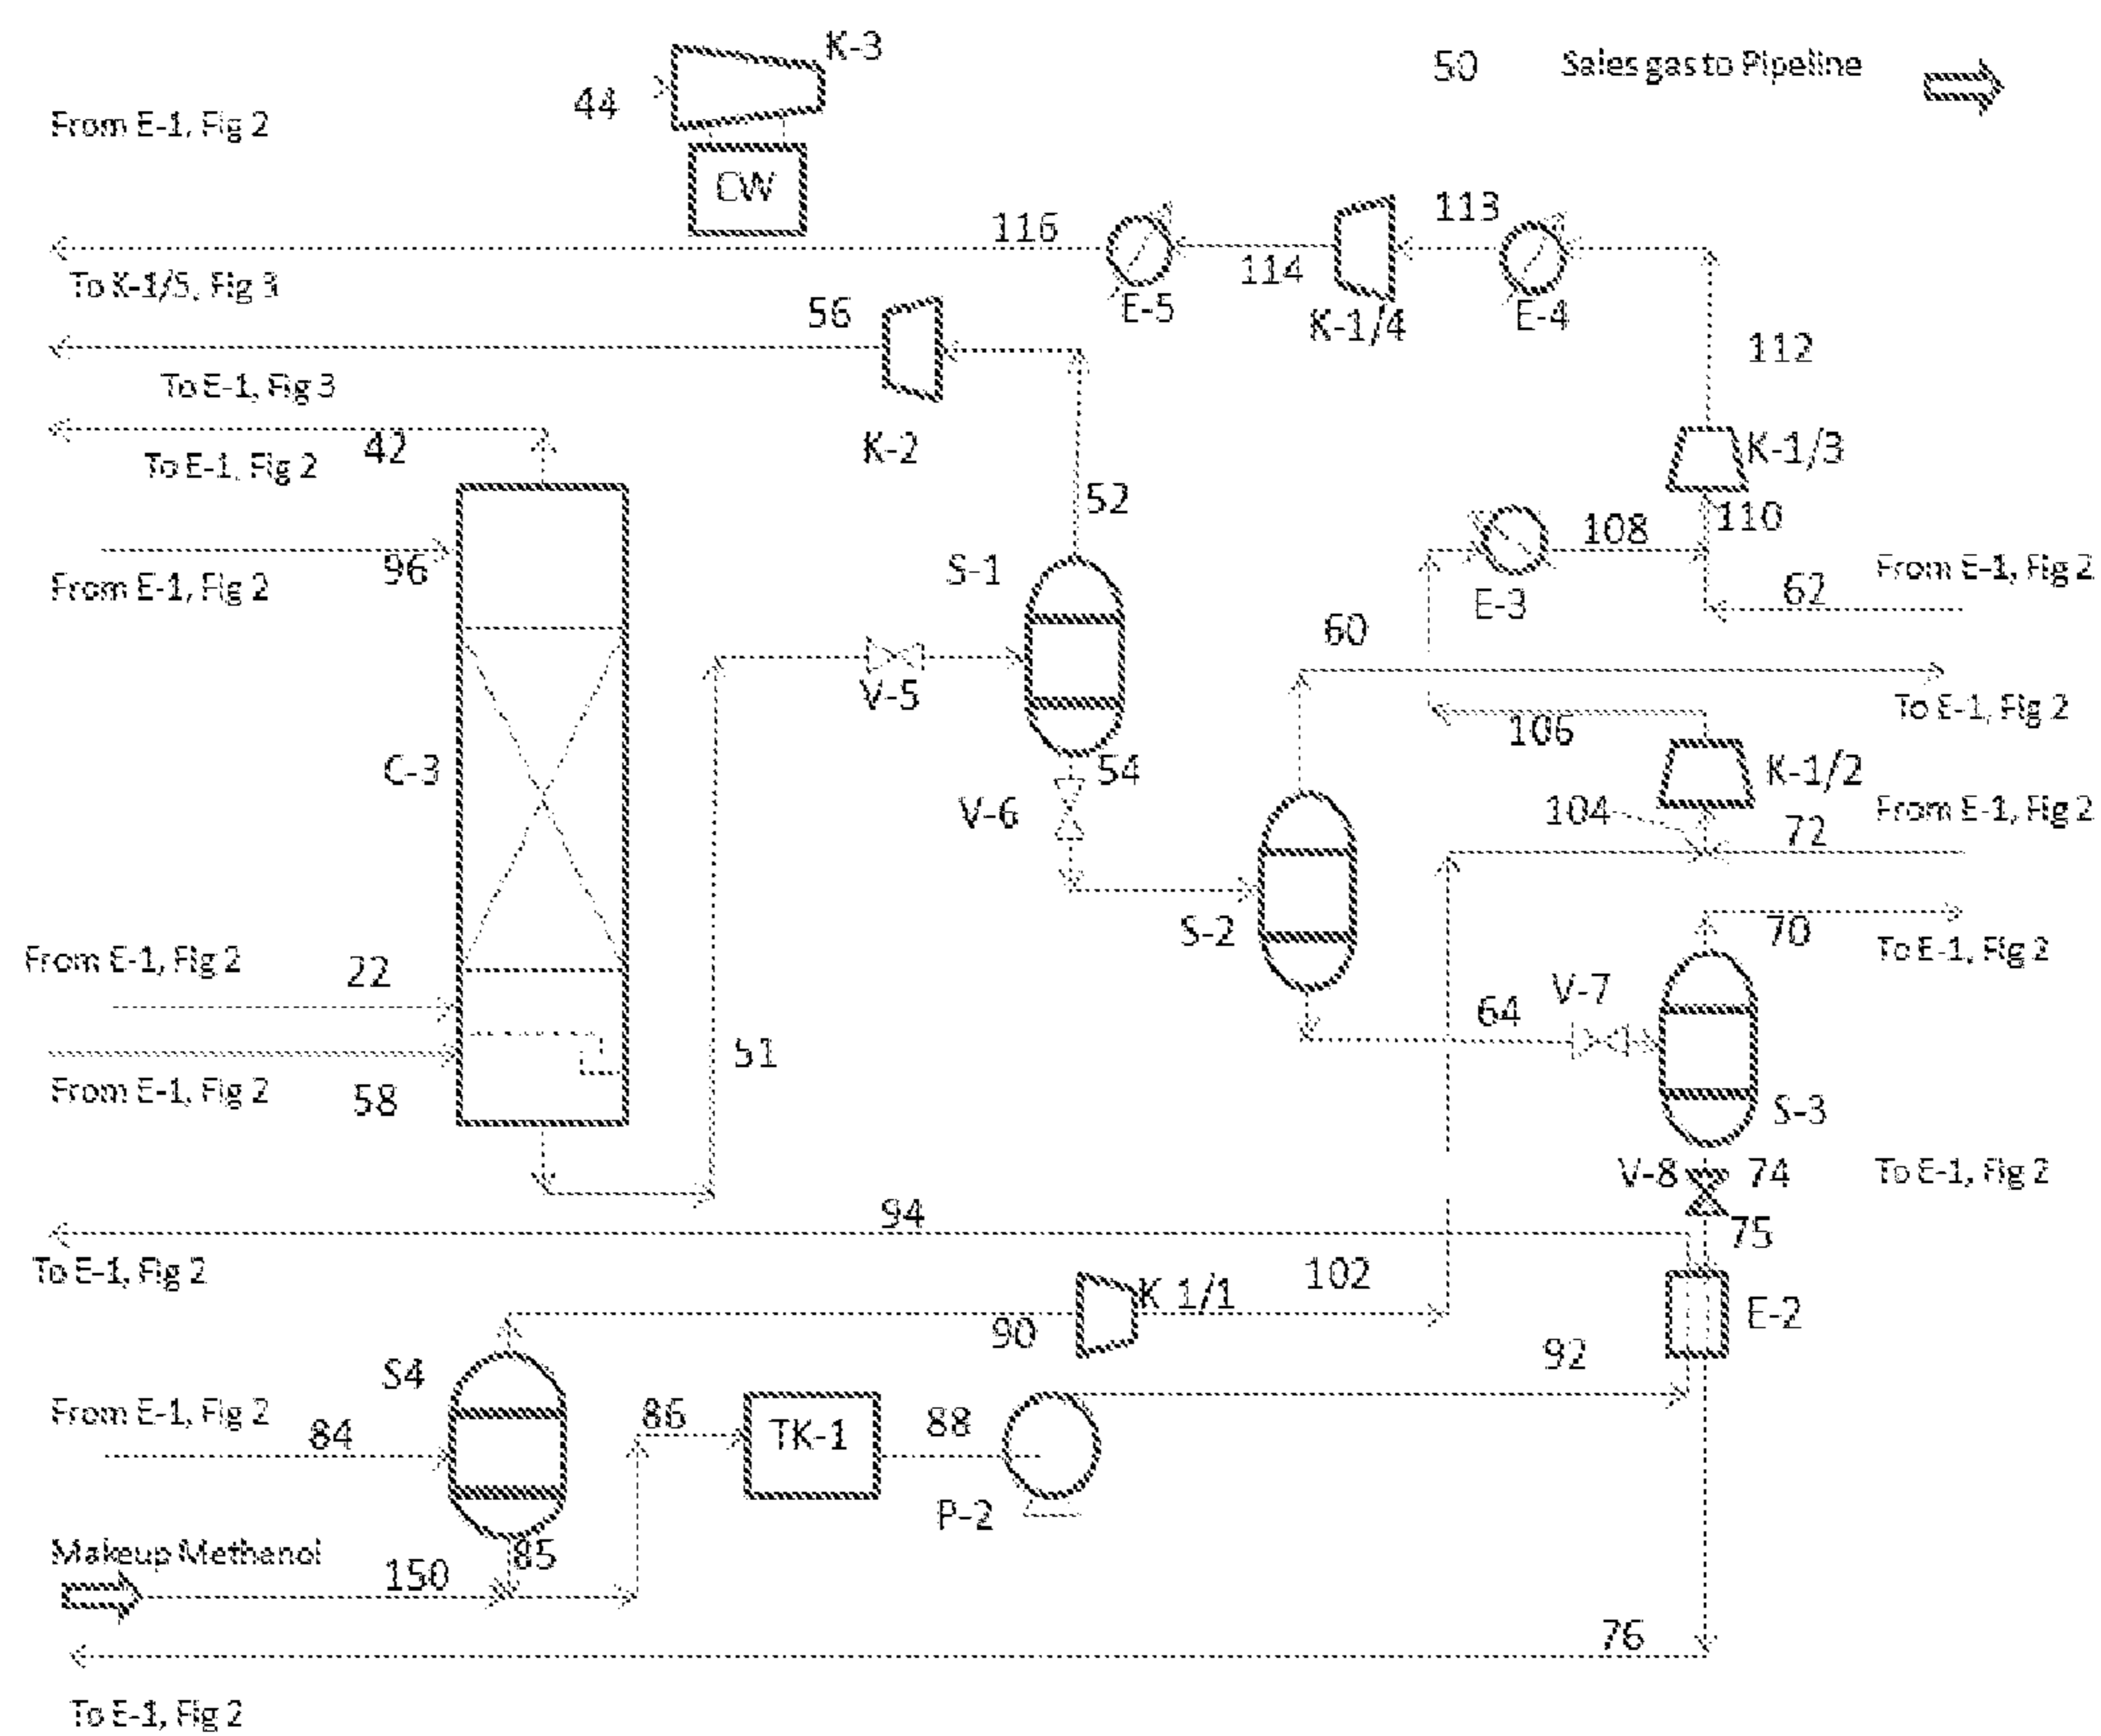 K-3
50 Sales gas to Pipeline
44
From E-1, Fig 2
CW
116
113
114
To K-1/5, Fig 3
E-5
K-1/4
E-4
56
112
To E-1, Fig 3
42
K-2
K-1/3
To E-1, Fig 2
52
110
108
96
S-1
From E-1, Fig 2
From E-1, Fig 2
E-3
62
60
V-5
To E-1, Fig 2
106
C-3
54
K-1/2
V-6
104
From E-1, Fig 2
72
S-2
70
From E-1, Fig 2
22
To E-1, Fig 2
V-7
64
51
From E-1, Fig 2
58
S-3
V-8
74
To E-1, Fig 2
94
75
To E-1, Fig 2
102
K 1/1
E-2
90
92
S4
From E-1, Fig 2
84
86
TK-1
88
P-2
Makeup Methanol
85
150
76
To E-1, Fig 2